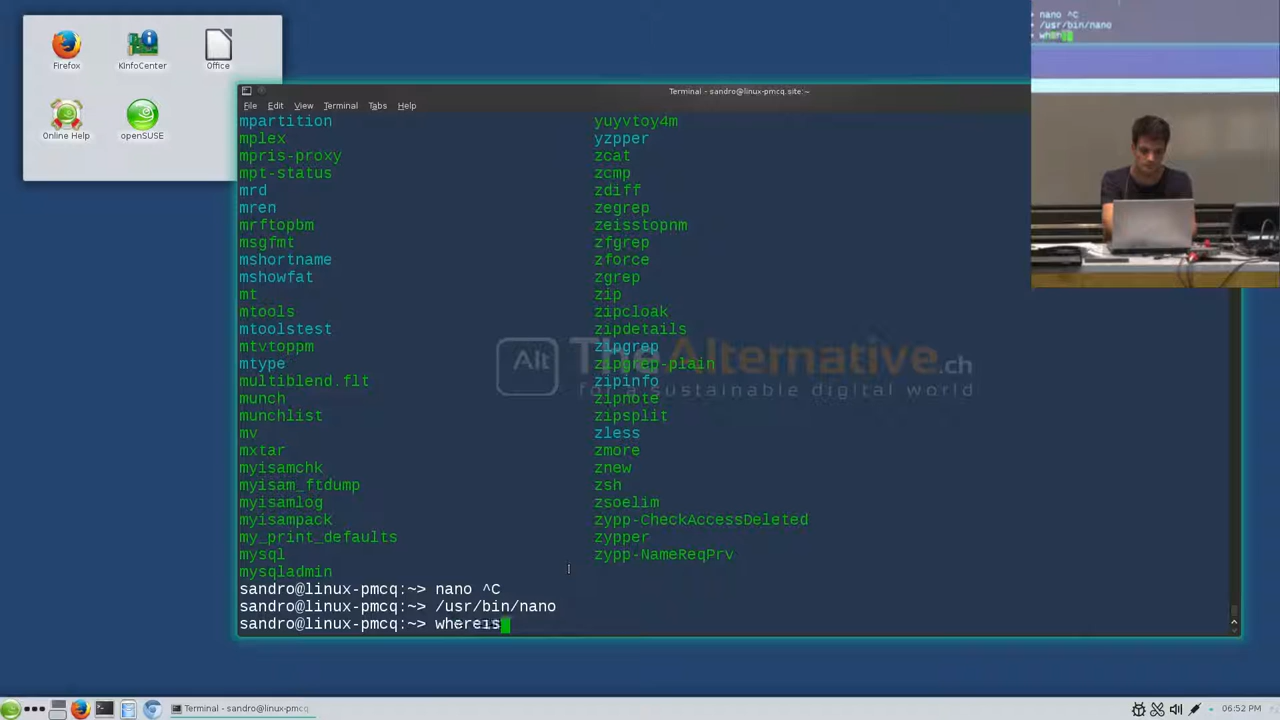 nano ^C
/usr/bin/nano
Firefox
KInfoCenter
Office
Online Help
openSUSE
Terminal - sandro@linux-pmcq.site:~
File Edit View Terminal Tabs Help
mpartition yuyvtoy4m
mplex yzpper
mpris-proxy zcat
mpt-status zcmp
mrd zdiff
mren zegrep
mrftopbm zeisstopnm
msgfmt zfgrep
mshortname zforce
mshowfat zgrep
mt zip
mtools zipcloak
mtoolstest zipdetails
mtvtoppm zipgrep
mtype zipgrep-plain
multiblend.flt zipinfo
munch zipnote
munchlist zipsplit
mv zless
mxtar zmore
myisamchk znew
myisam_ftdump zsh
myisamlog zsoelim
myisampack zypp-CheckAccessDeleted
my_print_defaults zypper
mysql zypp-NameReqPrv
mysqladmin
Alt TheAlternative.ch
for a sustainable digital world
sandro@linux-pmcq:~> nano ^C
sandro@linux-pmcq:~> /usr/bin/nano
sandro@linux-pmcq:~> whereis
Terminal - sandro@linux-pmcq
06:52 PM